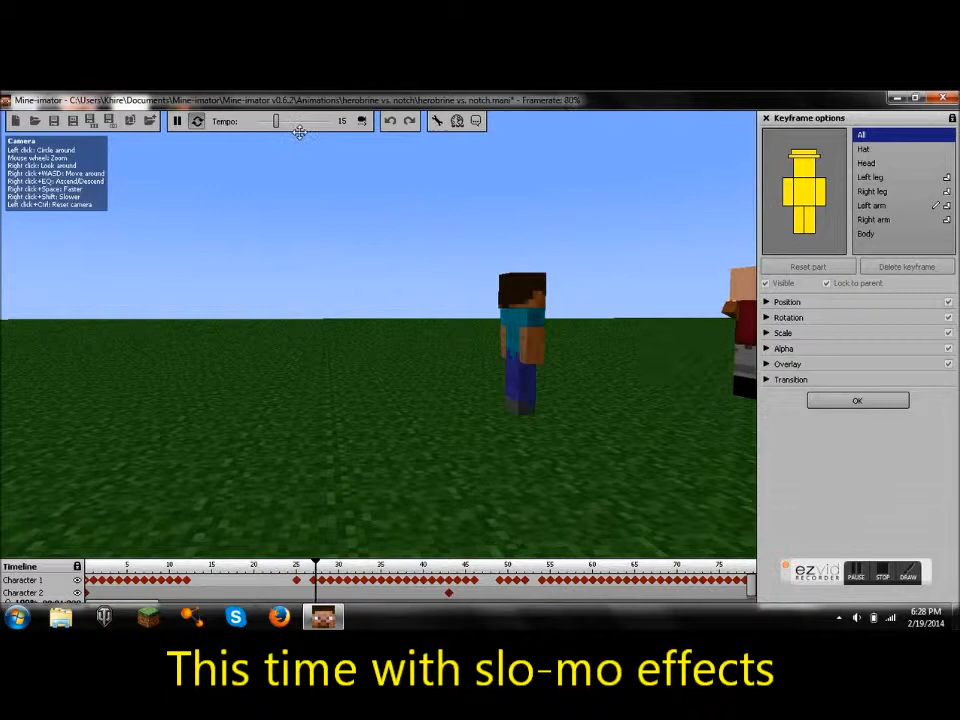 Mine-imator - C:\Users\Khire\Documents\Mine-imator\Mine-imator v0.6.2\Animations\herobrine vs. notch\herobrine vs. notch.mani* - Framerate: 80%
Tempo: 15
Camera
Left click: Circle around
Mouse wheel: Zoom
Right click: Look around
Right click+WASD: Move around
Right click+EQ: Ascend/Descend
Right click+Space: Faster
Right click+Shift: Slower
Left click+Ctrl: Reset camera
Keyframe options
All
Hat
Head
Left leg
Right leg
Left arm
Right arm
Body
Reset part Delete keyframe
Visible Lock to parent
Position
Rotation
Scale
Alpha
Overlay
Transition
OK
Timeline 5 10 15 20 25 30 35 40 45 50 55 60 65 70 75
Character 1
Character 2
ezvid
RECORDER
PAUSE STOP DRAW
6:28 PM
2/19/2014
This time with slo-mo effects